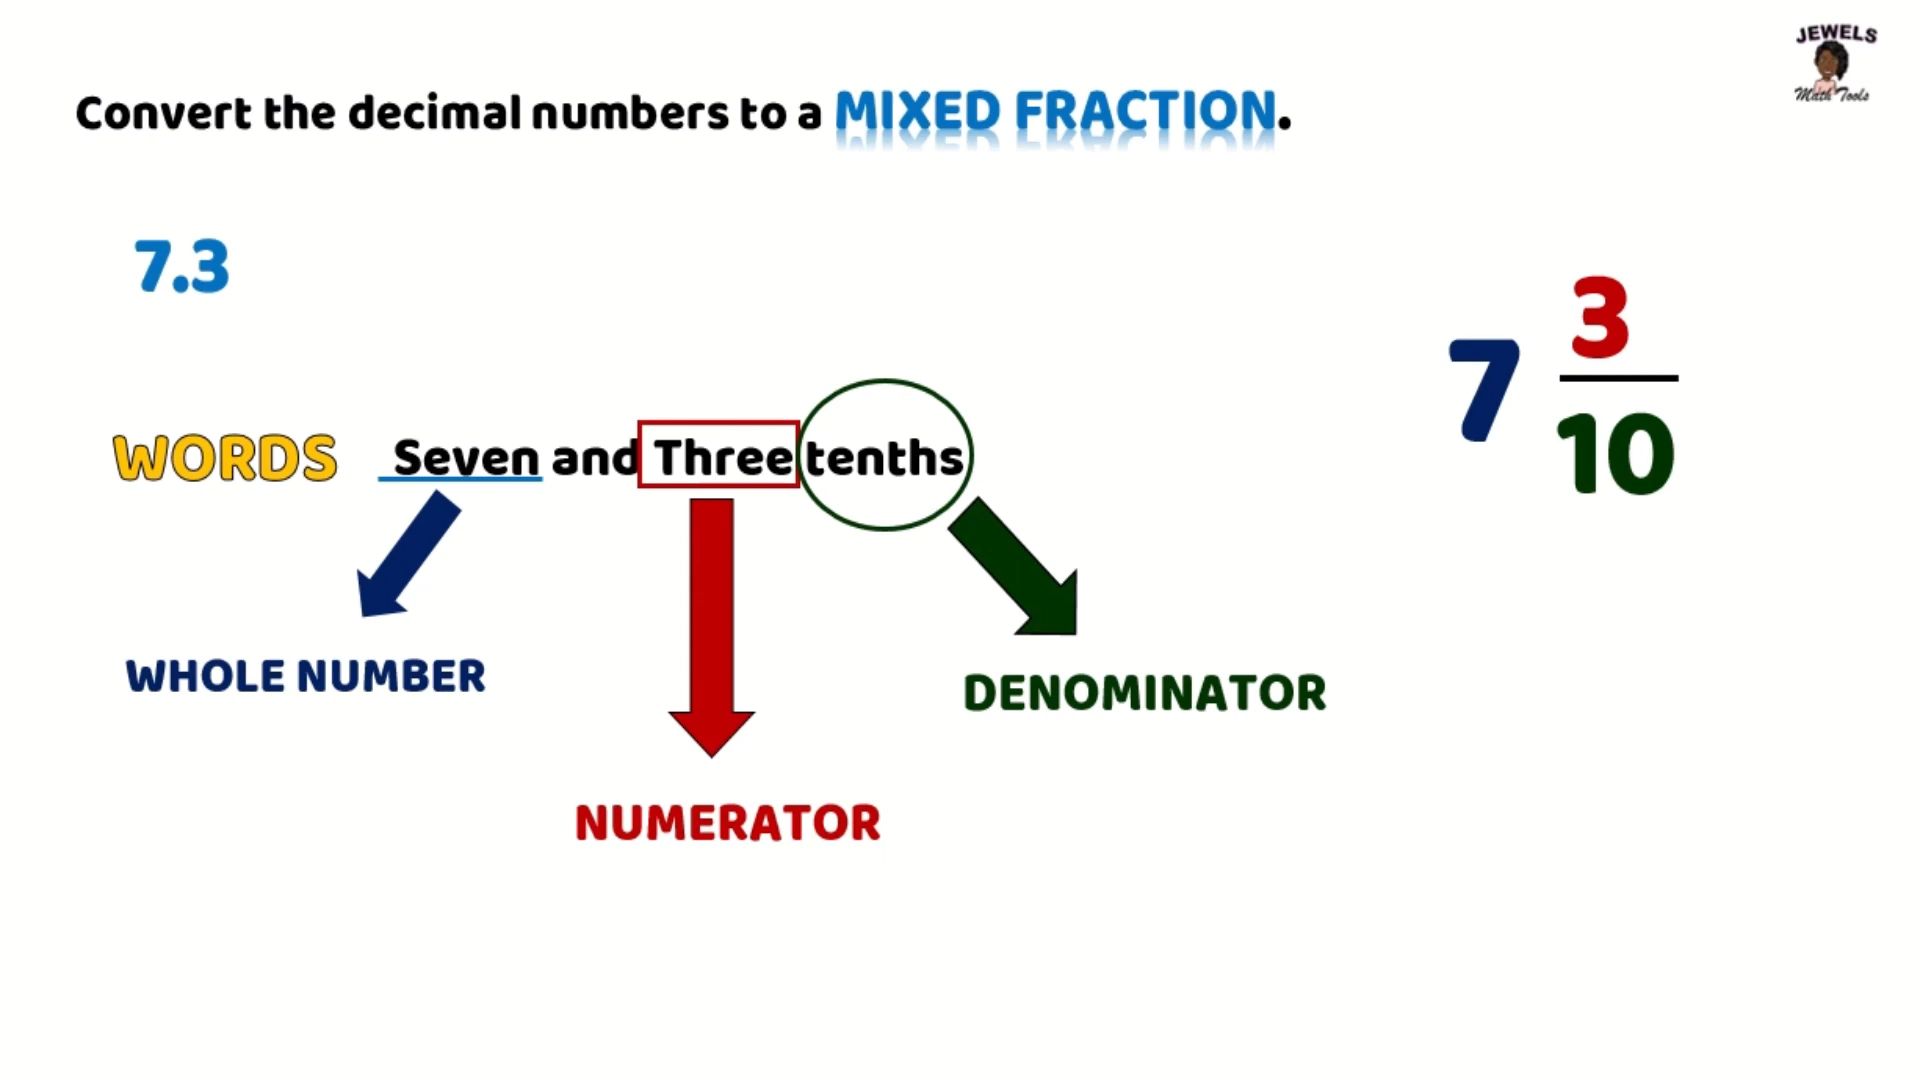 JEWELS
Math Tools
Convert the decimal numbers to a MIXED FRACTION.
7.3
7 3
10
WORDS Seven and Three tenths
WHOLE NUMBER
DENOMINATOR
NUMERATOR